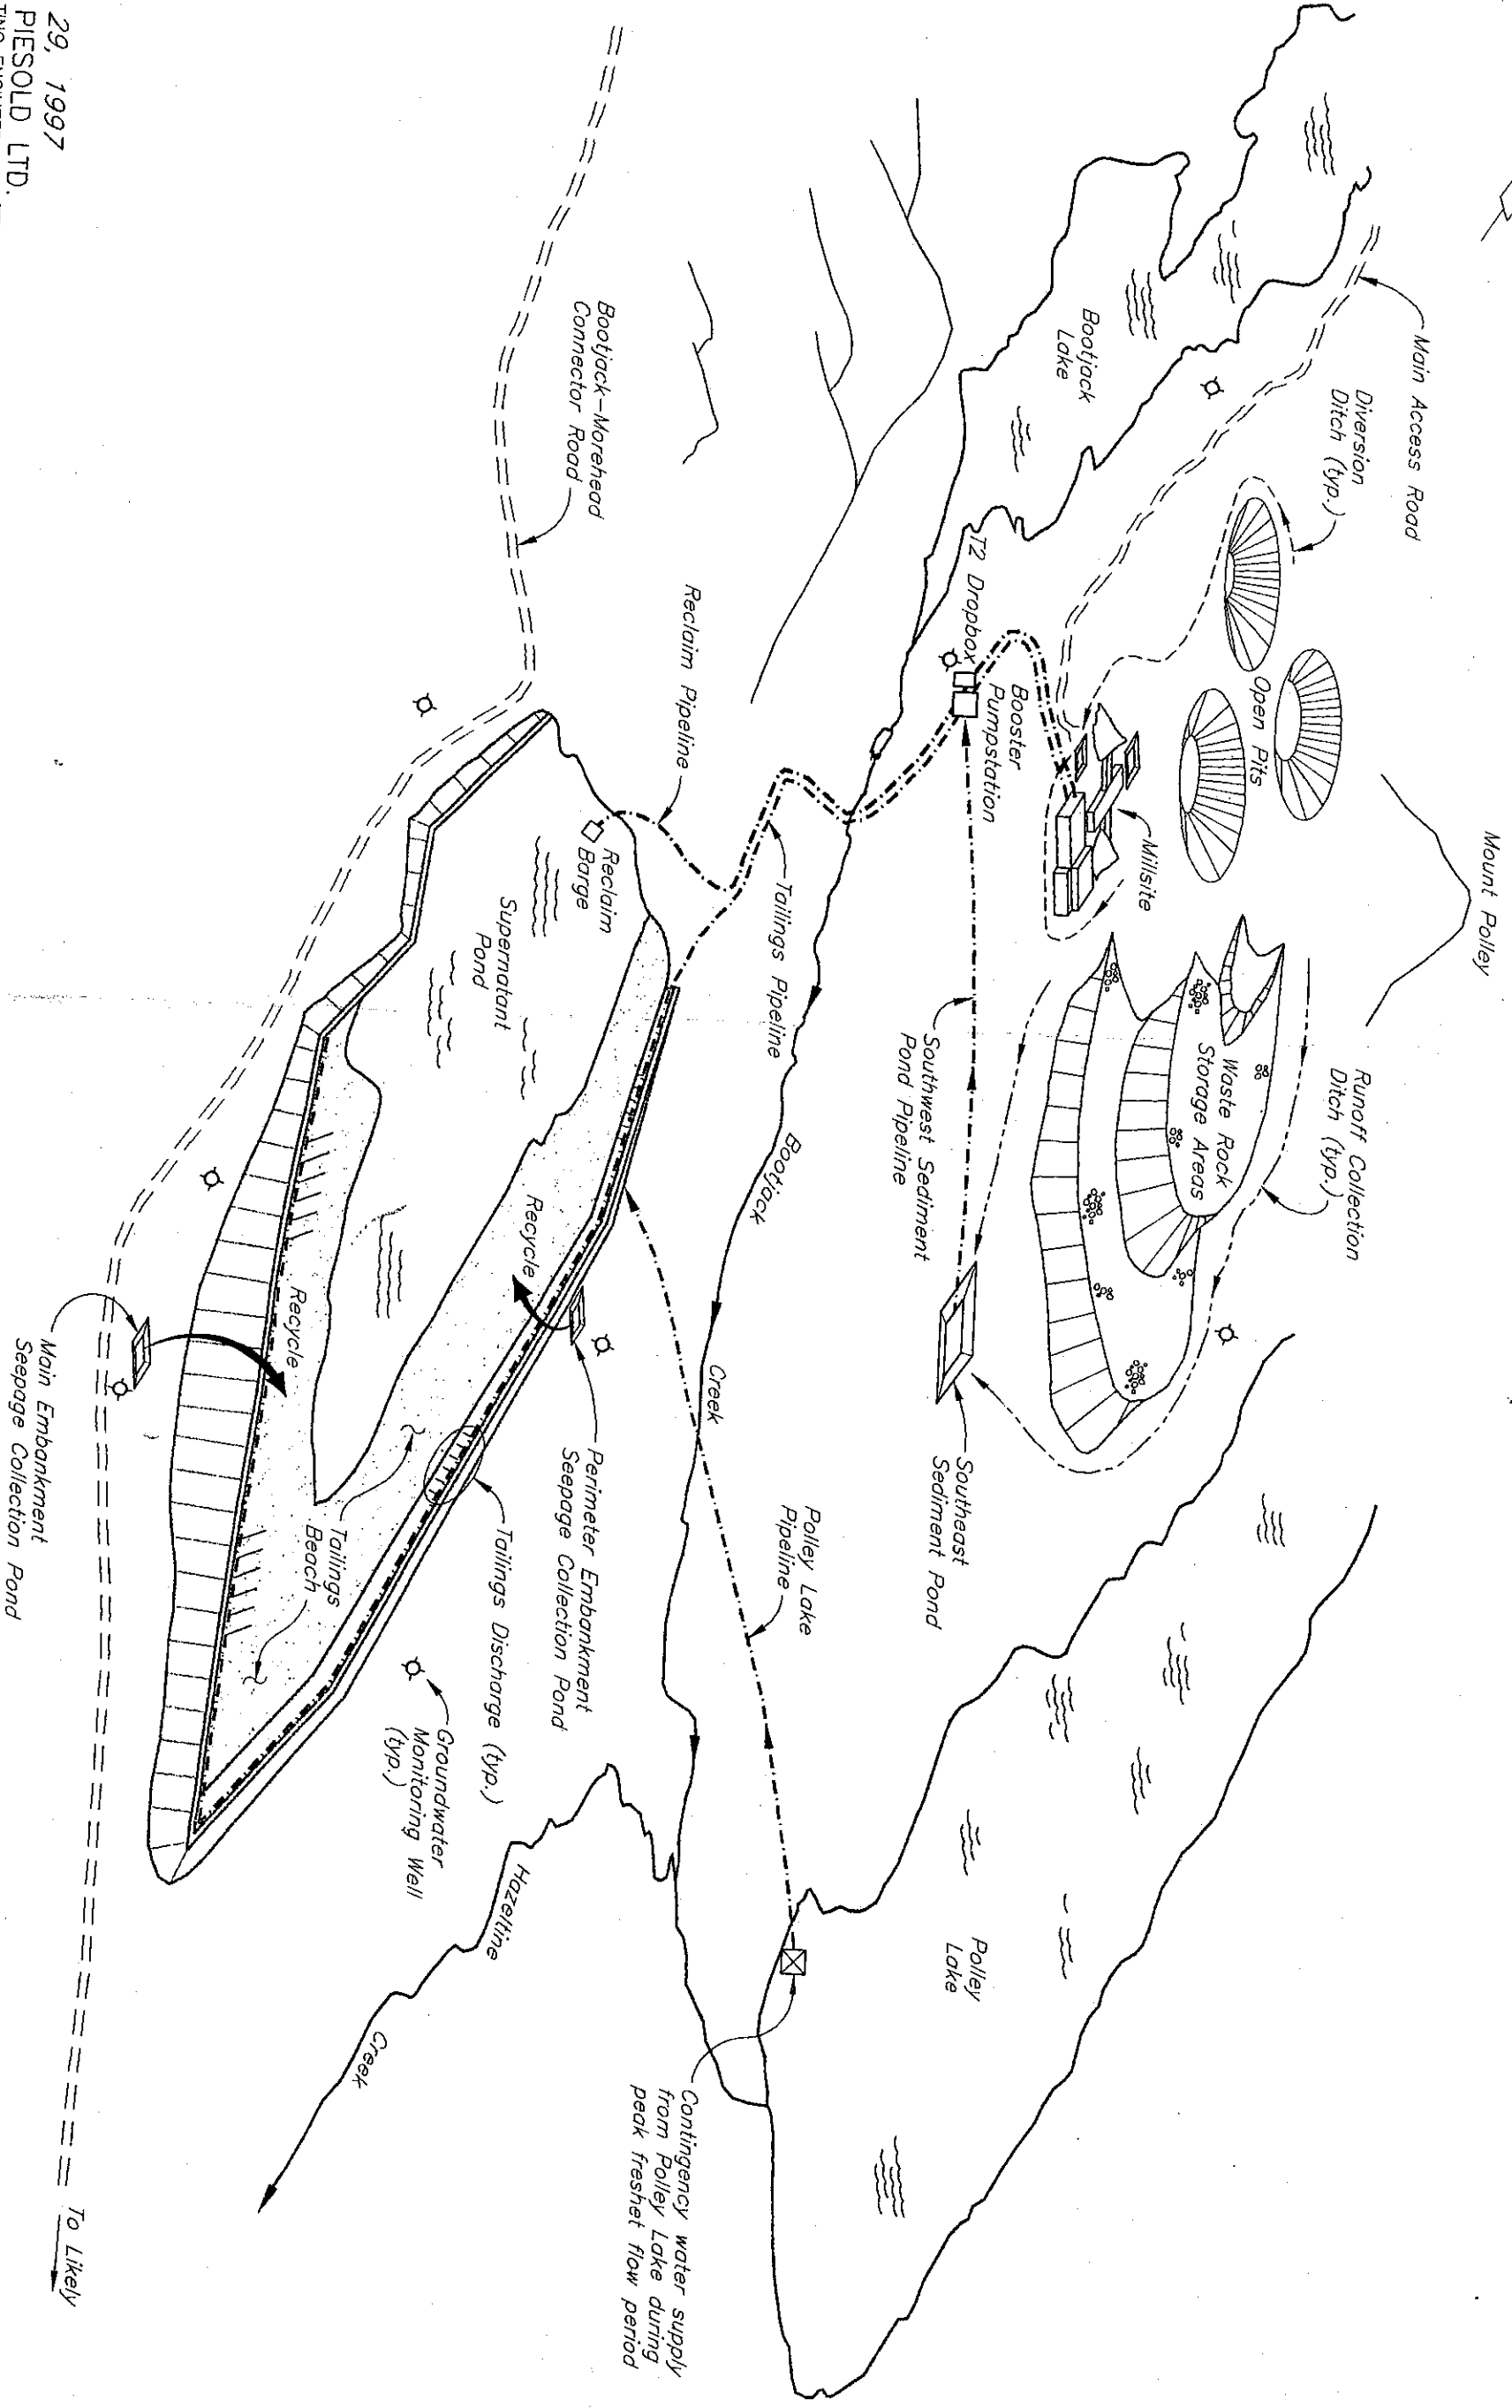 Mount Polley
Main Access Road
Diversion
Ditch (typ.)
Open Pits
Runoff Collection
Ditch (typ.)
Waste Rock
Storage Areas
Bootjack
Lake
Millsite
T2 Dropbox
Booster
Pumpstation
Southwest Sediment
Pond Pipeline
Southeast
Sediment Pond
Polley
Lake
Tailings Pipeline
Bootjack
Creek
Polley Lake
Pipeline
Reclaim Pipeline
Contingency water supply
from Polley Lake during
peak freshet flow period
Bootjack-Morehead
Connector Road
Reclaim
Barge
Supernatant
Pond
Recycle
Perimeter Embankment
Seepage Collection Pond
Tailings Discharge (typ.)
Hazeltine
Creek
Groundwater
Monitoring Well
(typ.)
Recycle
Tailings
Beach
Main Embankment
Seepage Collection Pond
To Likely
29, 1997
PIESOLD LTD.